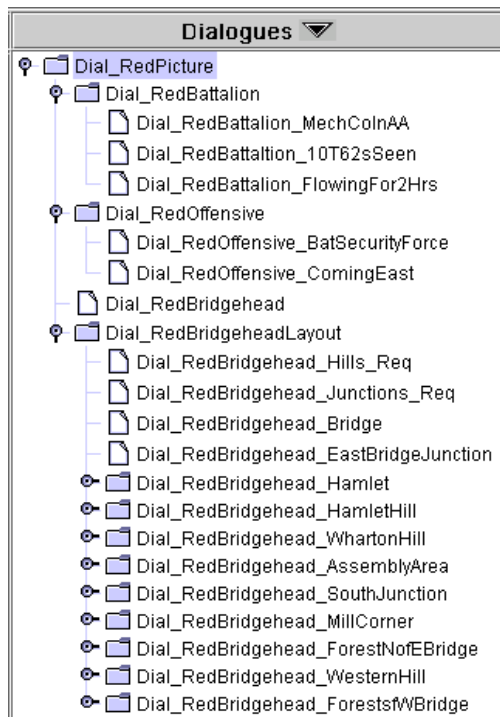 Dialogues
Dial_RedPicture
Dial_RedBattalion
Dial_RedBattalion_MechColnAA
Dial_RedBattaltion_10T62sSeen
Dial_RedBattalion_FlowingFor2Hrs
Dial_RedOffensive
Dial_RedOffensive_BatSecurityForce
Dial_RedOffensive_ComingEast
Dial_RedBridgehead
Dial_RedBridgeheadLayout
Dial_RedBridgehead_Hills_Req
Dial_RedBridgehead_Junctions_Req
Dial_RedBridgehead_Bridge
Dial_RedBridgehead_EastBridgeJunction
Dial_RedBridgehead_Hamlet
Dial_RedBridgehead_HamletHill
Dial_RedBridgehead_WhartonHill
Dial_RedBridgehead_AssemblyArea
Dial_RedBridgehead_SouthJunction
Dial_RedBridgehead_MillCorner
Dial_RedBridgehead_ForestNofEBridge
Dial_RedBridgehead_WesternHill
Dial_RedBridgehead_ForestsfWBridge